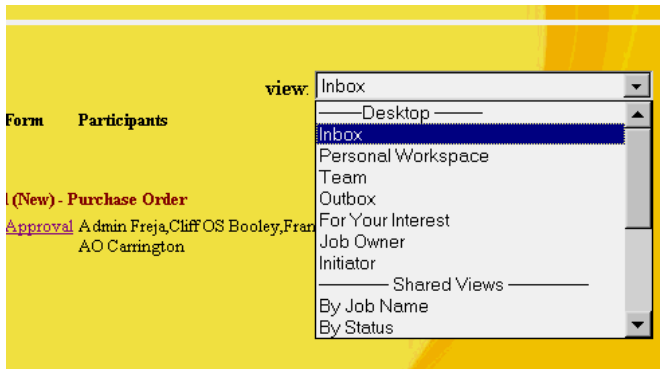 view: Inbox
Form Participants
——Desktop——
Inbox
Personal Workspace
Team
(New) - Purchase Order
Outbox
Approval Admin Freja,Cliff OS Booley,Fran
For Your Interest
AO Carrington
Job Owner
Initiator
——Shared Views——
By Job Name
By Status